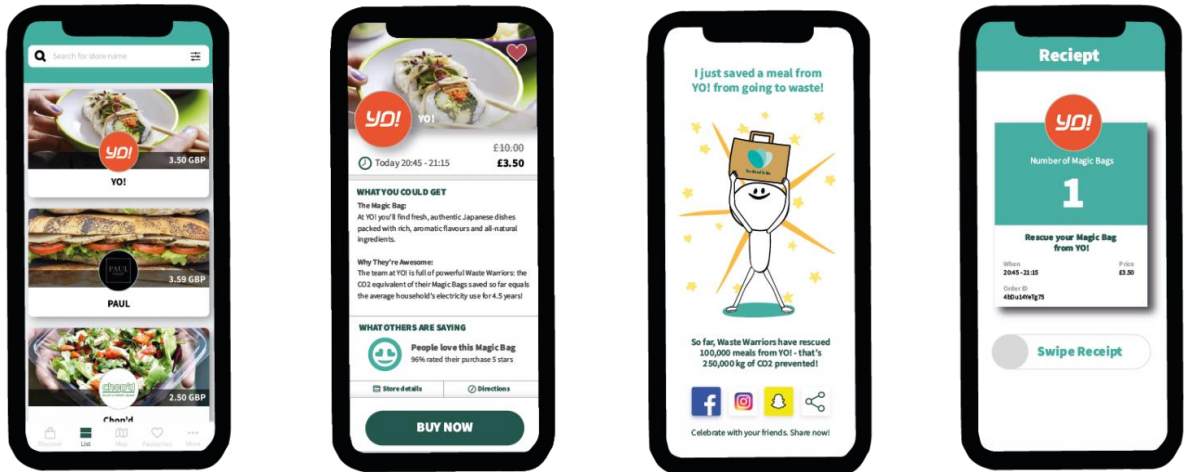 Search for store name
YO!
3.50 GBP
YO!
PAUL
3.59 GBP
PAUL
chop'd
2.50 GBP
Chop'd
Discover
List
Map
Favourites
More
YO!
YO!
£10.00
Today 20:45 - 21:15
£3.50
WHAT YOU COULD GET
The Magic Bag:
At YO! you'll find fresh, authentic Japanese dishes
packed with rich, aromatic flavours and all-natural
ingredients.
Why They're Awesome:
The team at YO! is full of powerful Waste Warriors: the
CO2 equivalent of their Magic Bags saved so far equals
the average household's electricity use for 4.5 years!
WHAT OTHERS ARE SAYING
People love this Magic Bag
96% rated their purchase 5 stars
Store details
Directions
BUY NOW
I just saved a meal from
YO! from going to waste!
So far, Waste Warriors have rescued
100,000 meals from YO! - that's
250,000 kg of CO2 prevented!
Celebrate with your friends. Share now!
Reciept
YO!
Number of Magic Bags
1
Rescue your Magic Bag
from YO!
When
Price
20:45 - 21:15
£3.50
Order ID
4bDu14YeTg75
Swipe Receipt